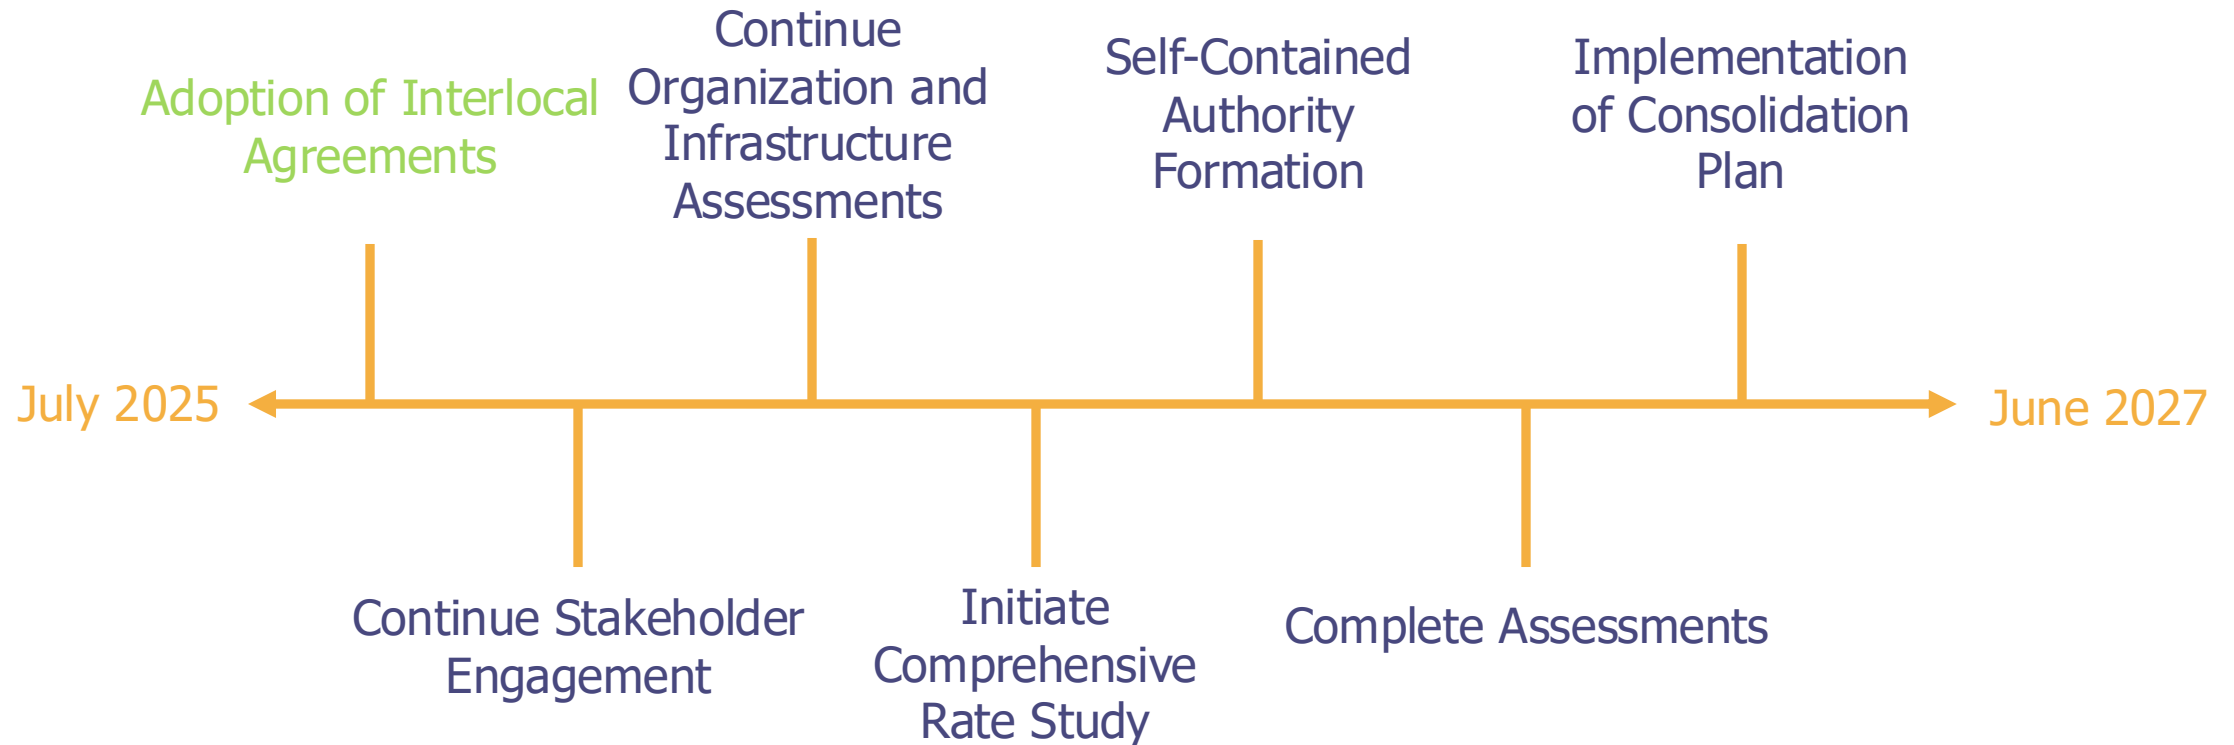 Adoption of Interlocal
Agreements
Continue
Organization and
Infrastructure
Assessments
Self-Contained
Authority
Formation
Implementation
of Consolidation
Plan
July 2025
June 2027
Continue Stakeholder
Engagement
Initiate
Comprehensive
Rate Study
Complete Assessments